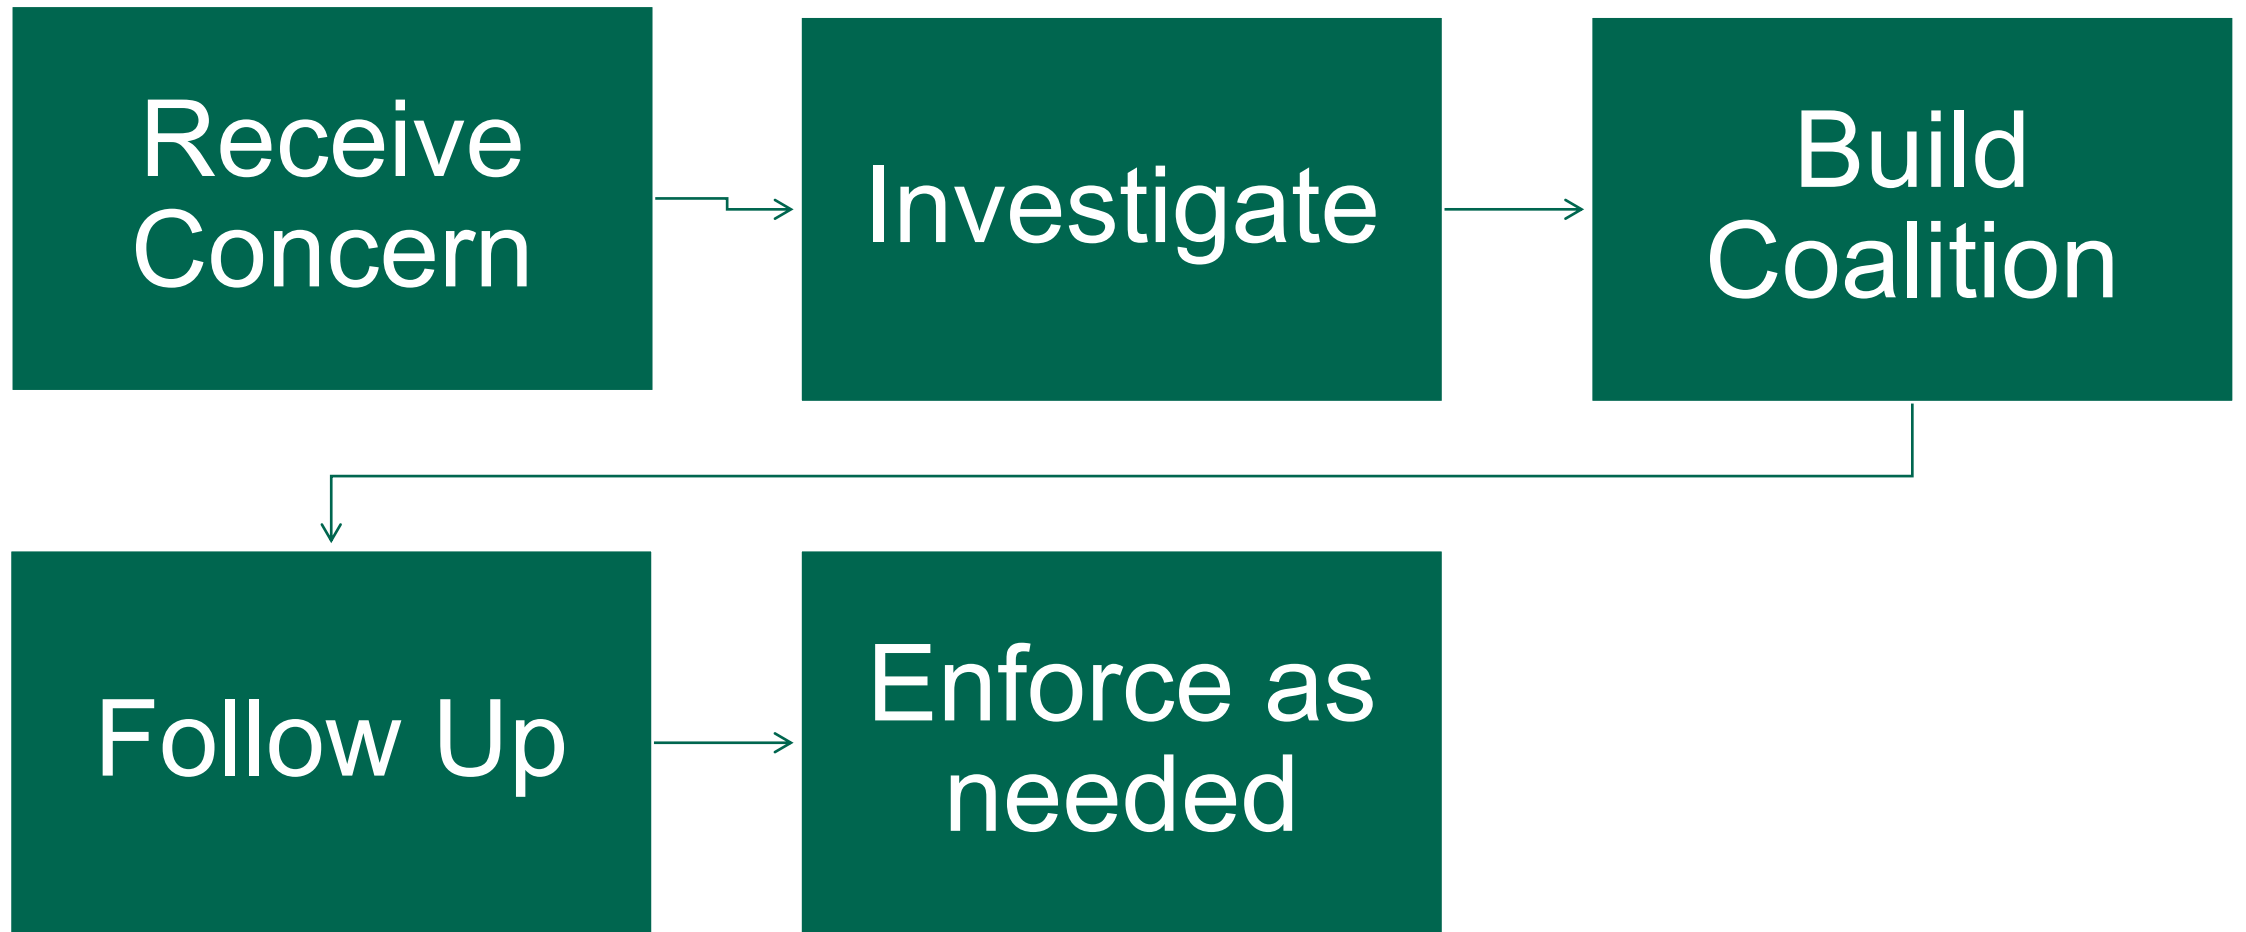 Receive
Concern
Investigate
Build
Coalition
Follow Up
Enforce as
needed